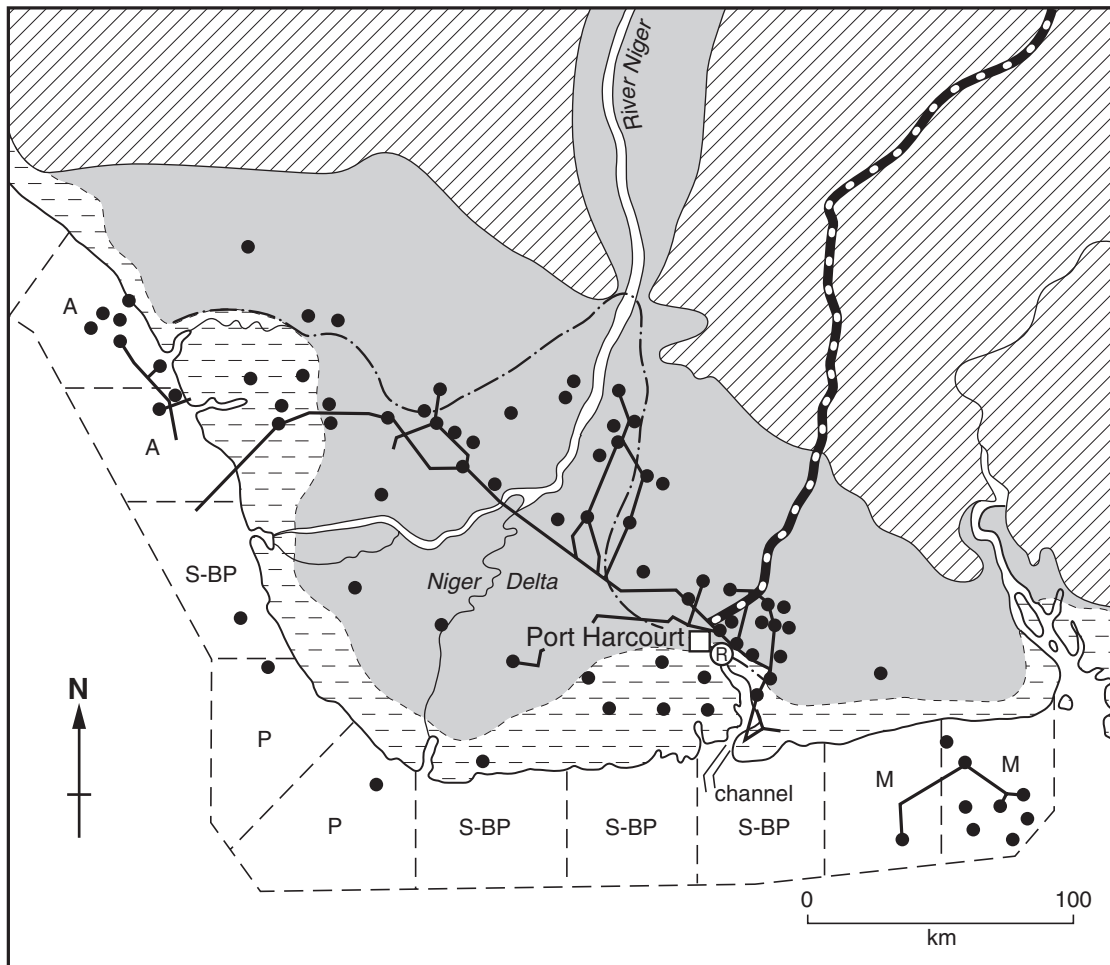 River Niger
A
A
S-BP
Niger Delta
Port Harcourt
R
N
P
P
S-BP
S-BP
S-BP
channel
M
M
0
100
km